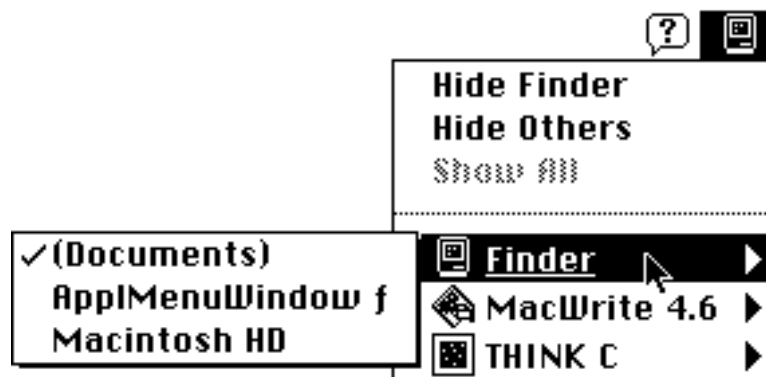 ?
Hide Finder
Hide Others
Show All
Finder
MacWrite 4.6
THINK C
✓(Documents)
ApplMenuWindow ƒ
Macintosh HD